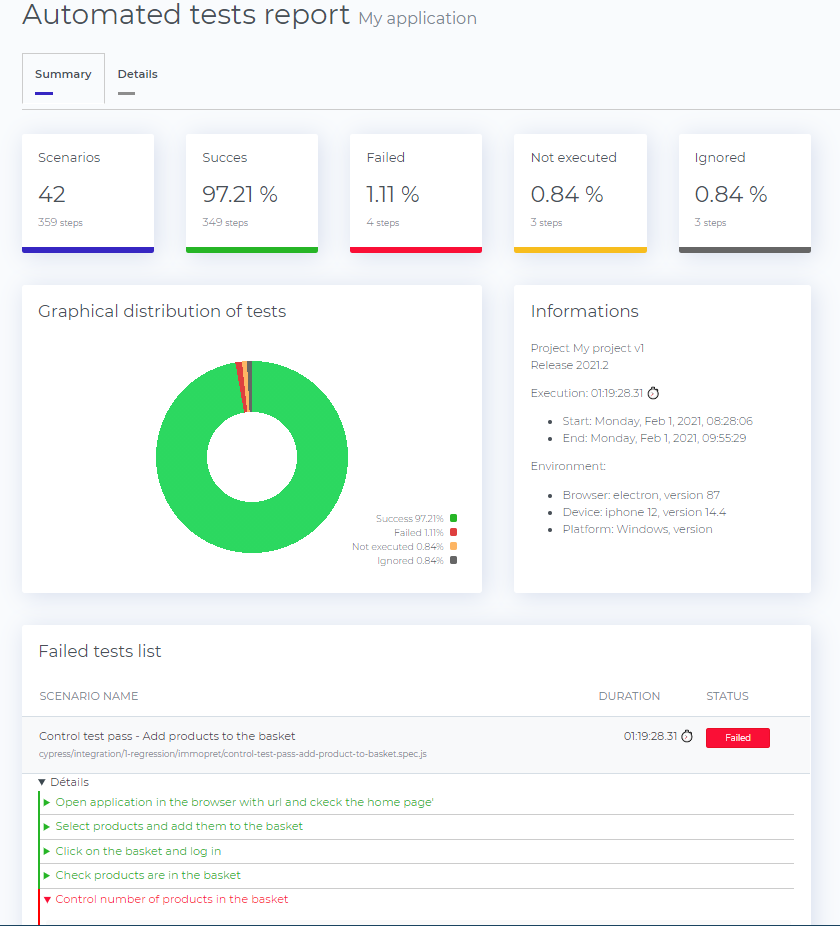 Automated tests report My application
Summary Details
Scenarios
42
359 steps
Succes
97.21 %
349 steps
Failed
1.11 %
4 steps
Not executed
0.84 %
3 steps
Ignored
0.84 %
3 steps
Graphical distribution of tests
Success 97.21%
Failed 1.11%
Not executed 0.84%
Ignored 0.84%
Informations
Project My project v1
Release 2021.2
Execution: 01:19:28.31
Start: Monday, Feb 1, 2021, 08:28:06
End: Monday, Feb 1, 2021, 09:55:29
Environment:
Browser: electron, version 87
Device: iphone 12, version 14.4
Platform: Windows, version
Failed tests list
SCENARIO NAME DURATION STATUS
Control test pass - Add products to the basket 01:19:28.31 Failed
cypress/integration/1-regression/immopret/control-test-pass-add-product-to-basket.spec.js
Détails
Open application in the browser with url and ckeck the home page'
Select products and add them to the basket
Click on the basket and log in
Check products are in the basket
Control number of products in the basket